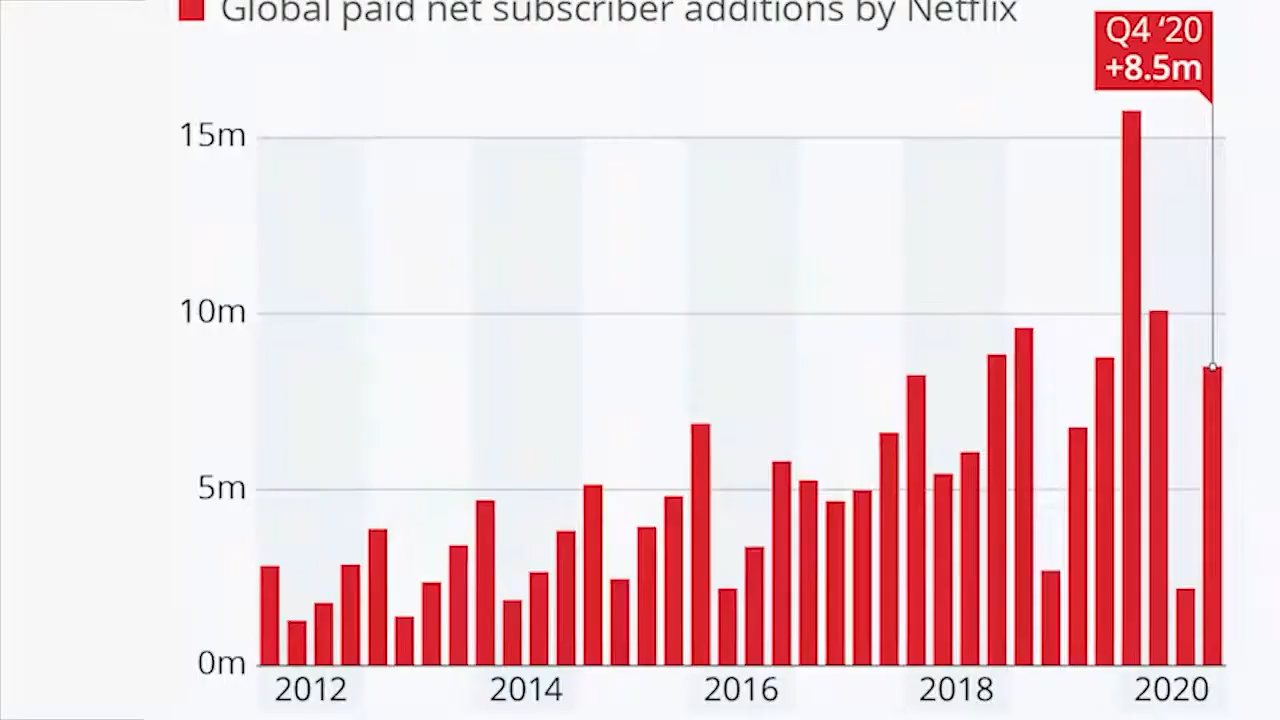 Global paid net subscriber additions by Netflix
Q4 ‘20
+8.5m
15m
10m
5m
0m
2012 2014 2016 2018 2020